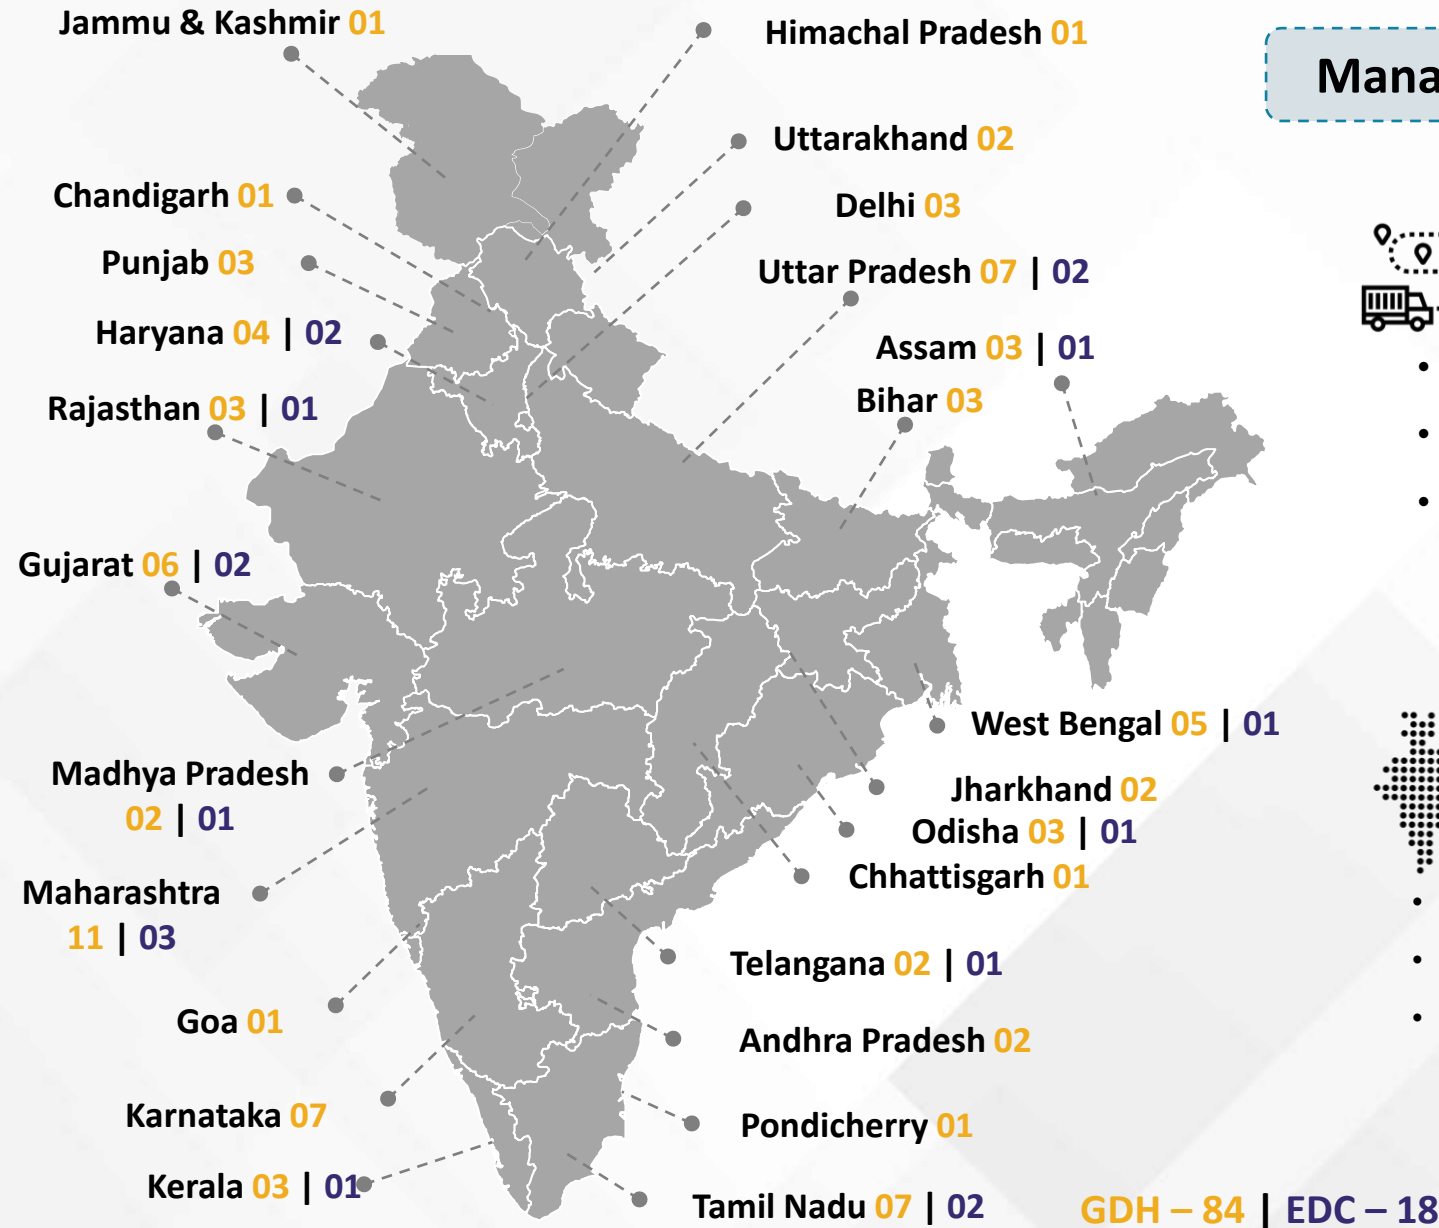 Jammu & Kashmir 01
Himachal Pradesh 01
Mana
Uttarakhand 02
Chandigarh 01
Delhi 03
Punjab 03
Uttar Pradesh 07 | 02
Haryana 04 | 02
Assam 03 | 01
Bihar 03
Rajasthan 03 | 01
Gujarat 06 | 02
West Bengal 05 | 01
Madhya Pradesh
02 | 01
Jharkhand 02
Odisha 03 | 01
Chhattisgarh 01
Maharashtra
11 | 03
Telangana 02 | 01
Goa 01
Andhra Pradesh 02
Karnataka 07
Pondicherry 01
Kerala 03 | 01
Tamil Nadu 07 | 02
GDH – 84 | EDC – 18